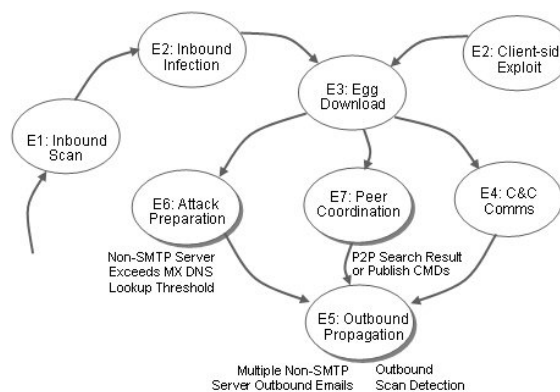 E2: Inbound
Infection
E2: Client-sid
Exploit
E3: Egg
Download
E1: Inbound
Scan
E6: Attack
Preparation
E7: Peer
Coordination
E4: C&C
Comms
Non-SMTP Server
Exceeds MX DNS
Lookup Threshold
P2P Search Result
or Publish CMDs
E5: Outbound
Propagation
Multiple Non-SMTP
Server Outbound Emails
Outbound
Scan Detection